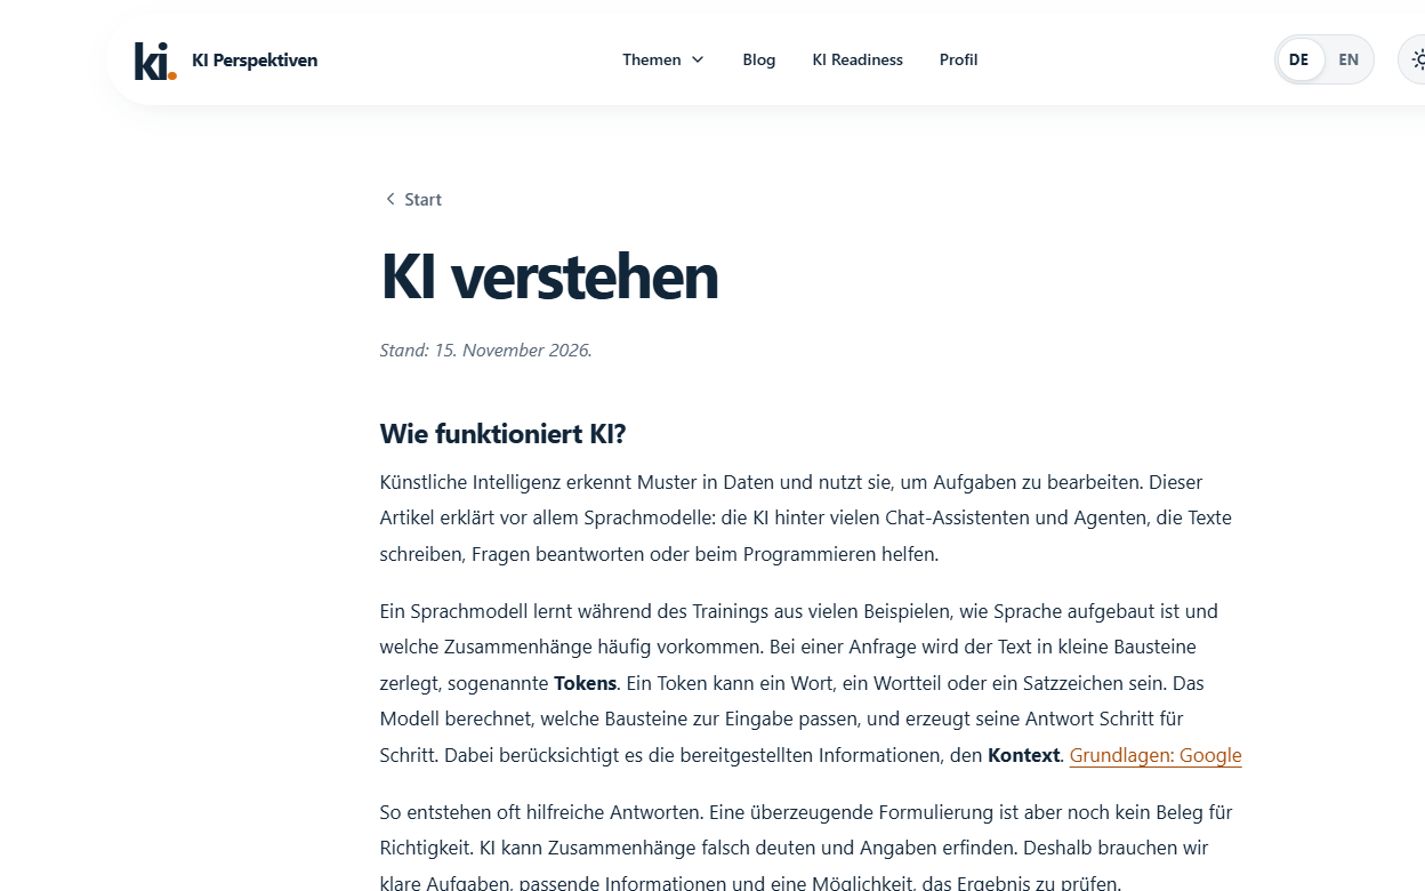 ki. KI Perspektiven Themen Blog KI Readiness Profil DE EN
Start
KI verstehen
Stand: 15. November 2026.
Wie funktioniert KI?
Künstliche Intelligenz erkennt Muster in Daten und nutzt sie, um Aufgaben zu bearbeiten. Dieser
Artikel erklärt vor allem Sprachmodelle: die KI hinter vielen Chat-Assistenten und Agenten, die Texte
schreiben, Fragen beantworten oder beim Programmieren helfen.
Ein Sprachmodell lernt während des Trainings aus vielen Beispielen, wie Sprache aufgebaut ist und
welche Zusammenhänge häufig vorkommen. Bei einer Anfrage wird der Text in kleine Bausteine
zerlegt, sogenannte Tokens. Ein Token kann ein Wort, ein Wortteil oder ein Satzzeichen sein. Das
Modell berechnet, welche Bausteine zur Eingabe passen, und erzeugt seine Antwort Schritt für
Schritt. Dabei berücksichtigt es die bereitgestellten Informationen, den Kontext. Grundlagen: Google
So entstehen oft hilfreiche Antworten. Eine überzeugende Formulierung ist aber noch kein Beleg für
Richtigkeit. KI kann Zusammenhänge falsch deuten und Angaben erfinden. Deshalb brauchen wir
klare Aufgaben, passende Informationen und eine Möglichkeit, das Ergebnis zu prüfen.